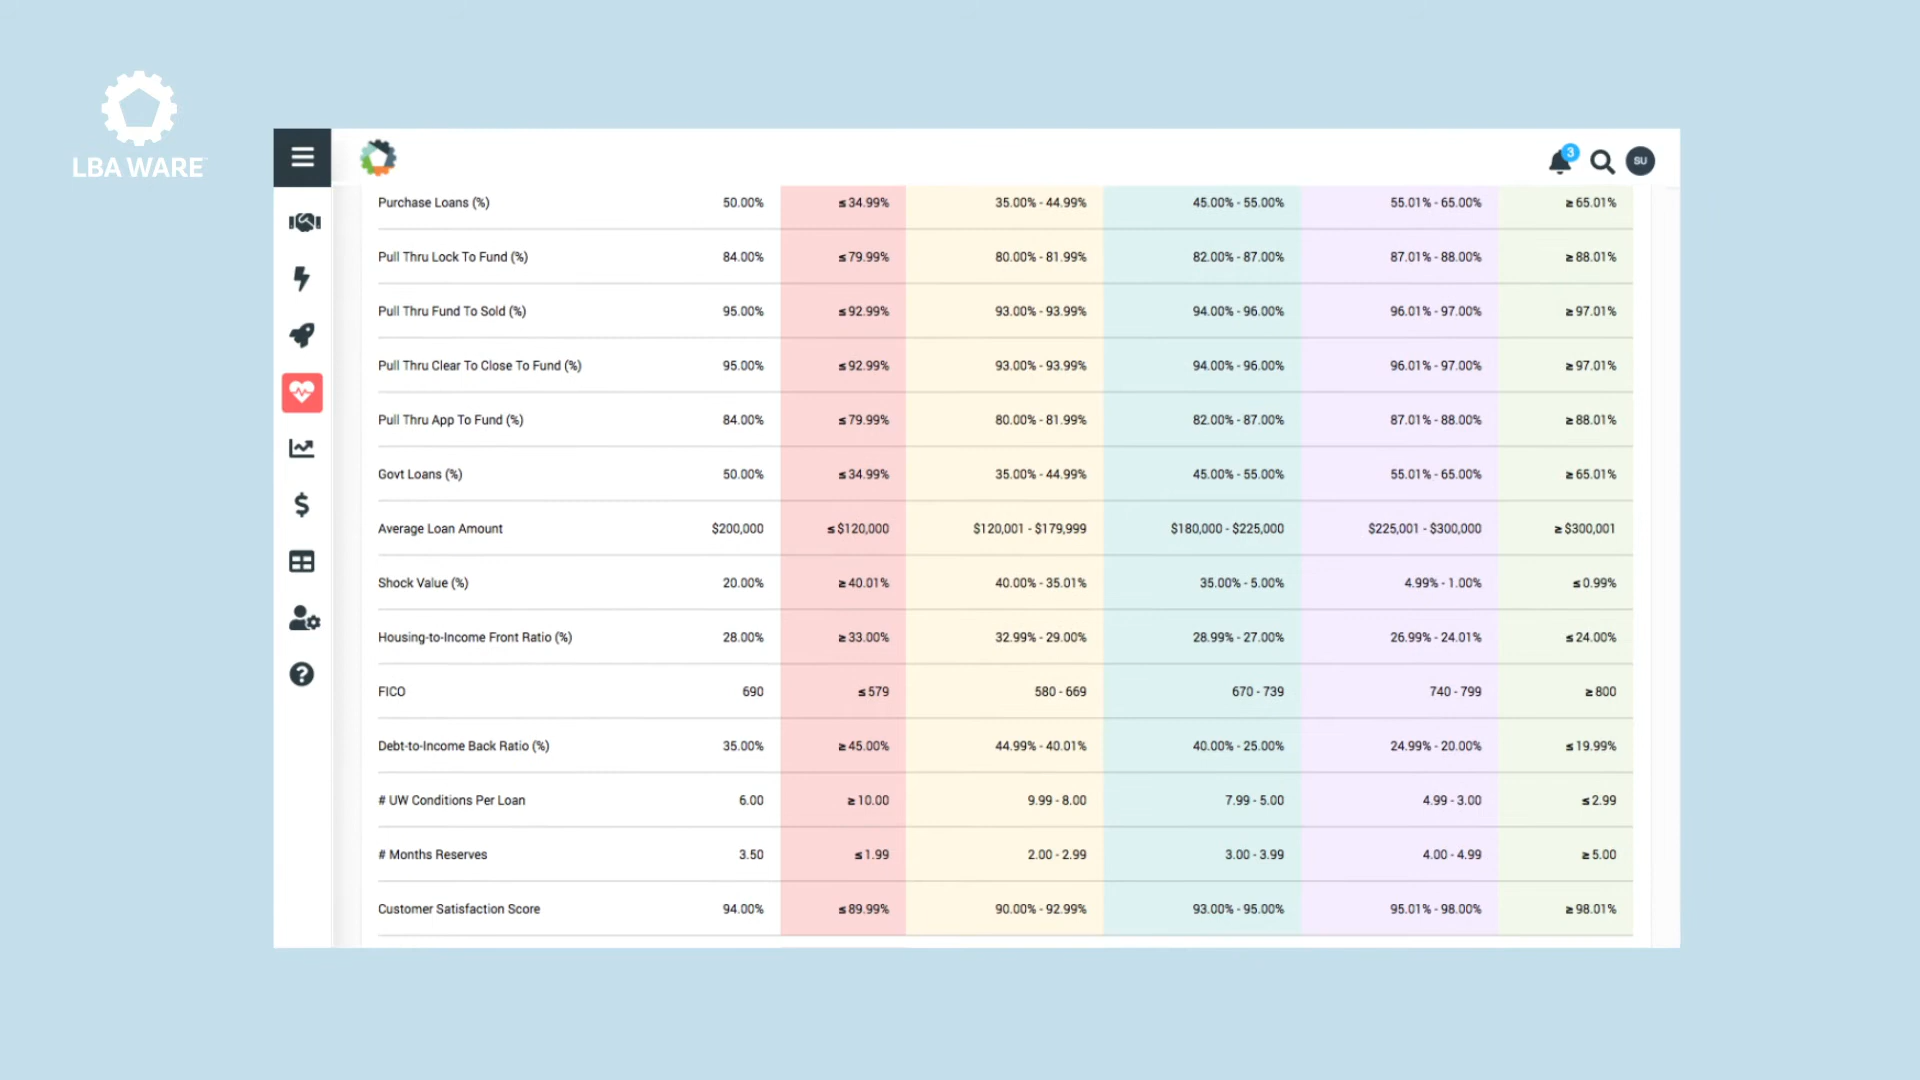 LBA WARE
3
SU
Purchase Loans (%) 50.00% ≤34.99% 35.00% - 44.99% 45.00% - 55.00% 55.01% - 65.00% ≥65.01%
Pull Thru Lock To Fund (%) 84.00% ≤79.99% 80.00% - 81.99% 82.00% - 87.00% 87.01% - 88.00% ≥88.01%
Pull Thru Fund To Sold (%) 95.00% ≤92.99% 93.00% - 93.99% 94.00% - 96.00% 96.01% - 97.00% ≥97.01%
Pull Thru Clear To Close To Fund (%) 95.00% ≤92.99% 93.00% - 93.99% 94.00% - 96.00% 96.01% - 97.00% ≥97.01%
Pull Thru App To Fund (%) 84.00% ≤79.99% 80.00% - 81.99% 82.00% - 87.00% 87.01% - 88.00% ≥88.01%
Govt Loans (%) 50.00% ≤34.99% 35.00% - 44.99% 45.00% - 55.00% 55.01% - 65.00% ≥65.01%
Average Loan Amount $200,000 ≤$120,000 $120,001 - $179,999 $180,000 - $225,000 $225,001 - $300,000 ≥$300,001
Shock Value (%) 20.00% ≥40.01% 40.00% - 35.01% 35.00% - 5.00% 4.99% - 1.00% ≤0.99%
Housing-to-Income Front Ratio (%) 28.00% ≥33.00% 32.99% - 29.00% 28.99% - 27.00% 26.99% - 24.01% ≤24.00%
FICO 690 ≤579 580 - 669 670 - 739 740 - 799 ≥800
Debt-to-Income Back Ratio (%) 35.00% ≥45.00% 44.99% - 40.01% 40.00% - 25.00% 24.99% - 20.00% ≤19.99%
# UW Conditions Per Loan 6.00 ≥10.00 9.99 - 8.00 7.99 - 5.00 4.99 - 3.00 ≤2.99
# Months Reserves 3.50 ≤1.99 2.00 - 2.99 3.00 - 3.99 4.00 - 4.99 ≥5.00
Customer Satisfaction Score 94.00% ≤89.99% 90.00% - 92.99% 93.00% - 95.00% 95.01% - 98.00% ≥98.01%